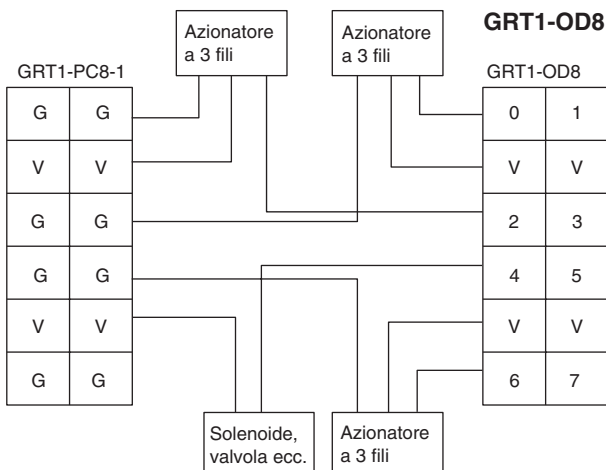 GRT1-OD8
Azionatore
a 3 fili
Azionatore
a 3 fili
GRT1-PC8-1
GRT1-OD8
G G
V V
G G
G G
V V
G G
0 1
V V
2 3
4 5
V V
6 7
Solenoide,
valvola ecc.
Azionatore
a 3 fili